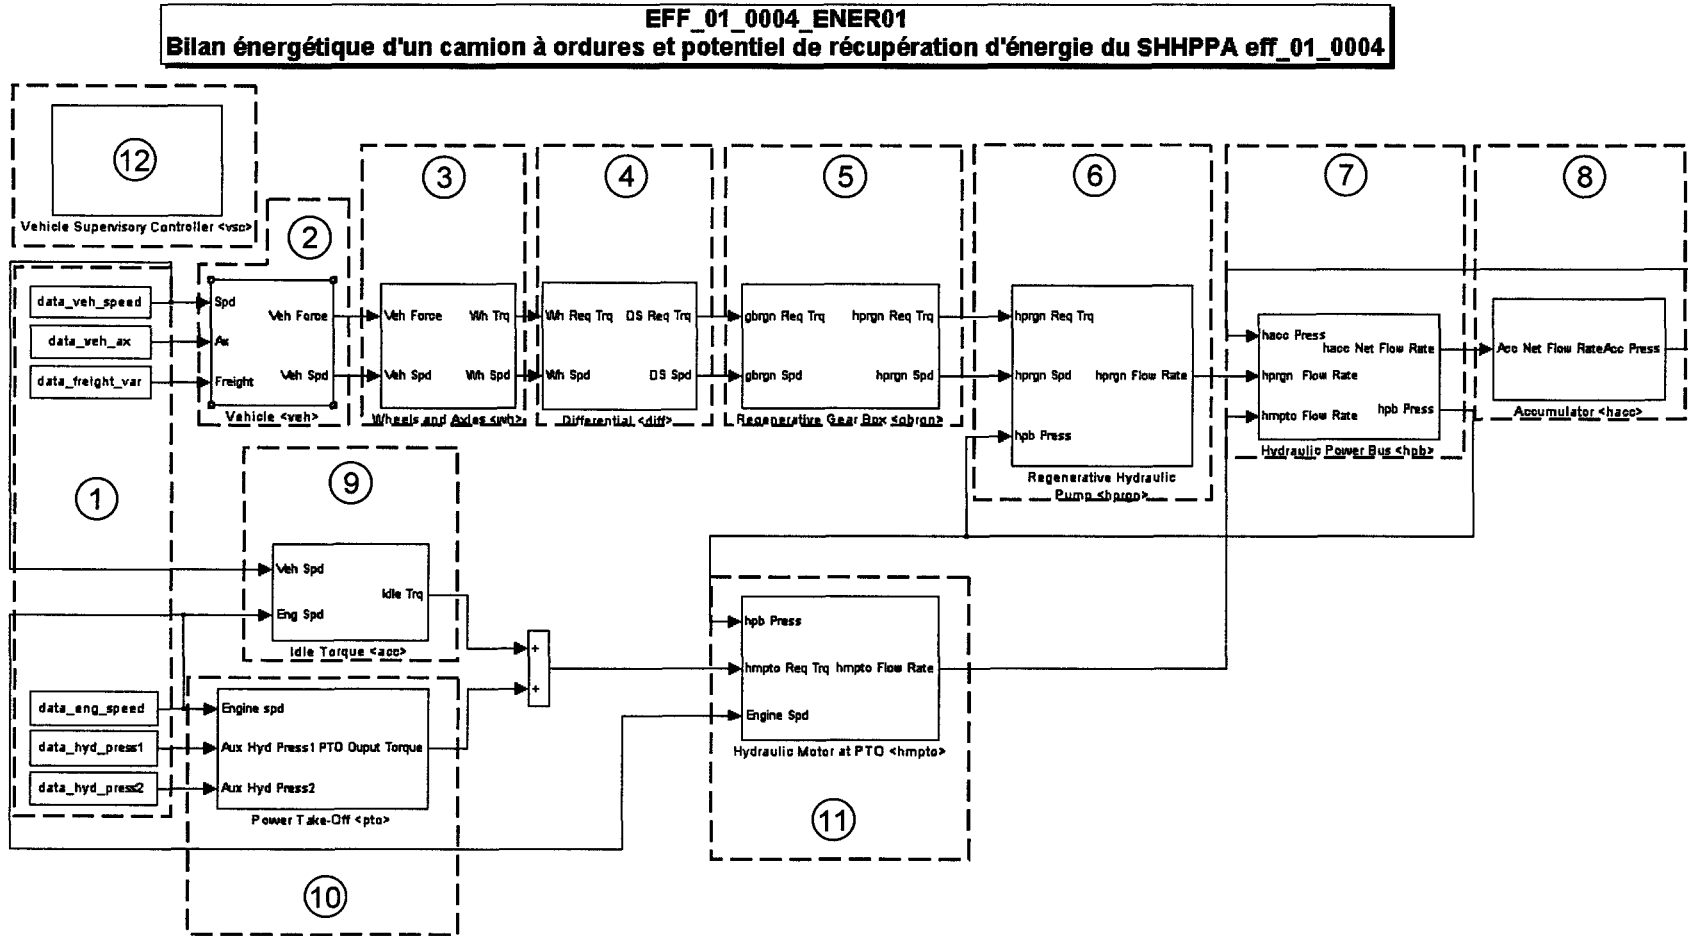 EFF_01_0004_ENER01
Bilan énergétique d'un camion à ordures et potentiel de récupération d'énergie du SHHPPA eff_01_0004
12
Vehicle Supervisory Controller <vsc>
1
data_veh_speed
data_veh_ax
data_freight_var
data_eng_speed
data_hyd_press1
data_hyd_press2
2
Spd
Ax
Freight
Veh Force
Veh Spd
Vehicle <veh>
3
Veh Force
Wh Trq
Veh Spd
Wh Spd
Wheels and Axles <wh>
4
Wh Req Trq
DS Req Trq
Wh Spd
DS Spd
Differential <diff>
5
gbrgn Req Trq
hprgn Req Trq
gbrgn Spd
hprgn Spd
Regenerative Gear Box <gbrgn>
6
hprgn Req Trq
hprgn Spd
hprgn Flow Rate
hpb Press
Regenerative Hydraulic
Pump <hprgn>
7
hacc Press
hacc Net Flow Rate
hprgn Flow Rate
hmpto Flow Rate
hpb Press
Hydraulic Power Bus <hpb>
8
Acc Net Flow Rate
Acc Press
Accumulator <hacc>
9
Veh Spd
Idle Trq
Eng Spd
Idle Torque <acc>
10
Engine spd
Aux Hyd Press1
PTO Ouput Torque
Aux Hyd Press2
Power Take-Off <pto>
+
+
11
hpb Press
hmpto Req Trq
hmpto Flow Rate
Engine Spd
Hydraulic Motor at PTO <hmpto>